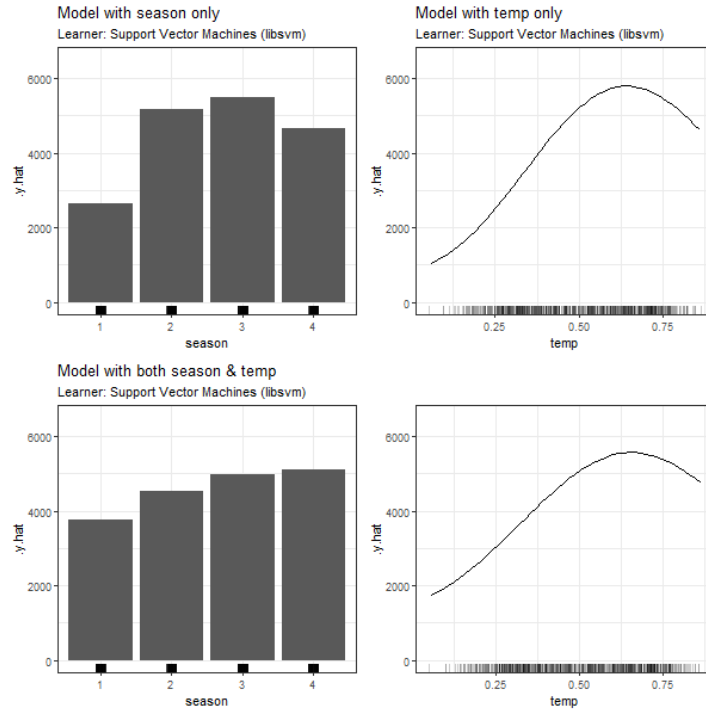 Model with season only
Learner: Support Vector Machines (libsvm)
.y.hat
6000
4000
2000
0
1 2 3 4
season
Model with temp only
Learner: Support Vector Machines (libsvm)
.y.hat
6000
4000
2000
0
0.25 0.50 0.75
temp
Model with both season & temp
Learner: Support Vector Machines (libsvm)
.y.hat
6000
4000
2000
0
1 2 3 4
season
.y.hat
6000
4000
2000
0
0.25 0.50 0.75
temp